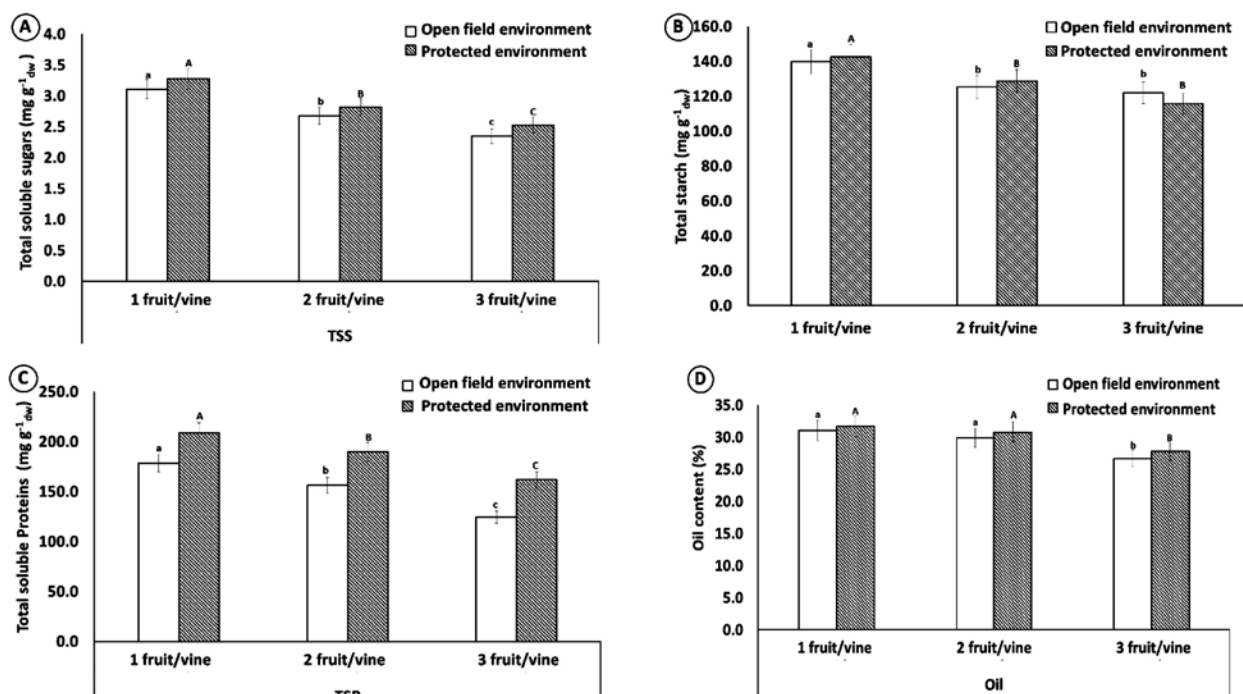 A
Open field environment
Protected environment
Total soluble sugars (mg g-1dw)
4.0
3.5
3.0
2.5
2.0
1.5
1.0
0.5
0.0
a A b B c C
1 fruit/vine 2 fruit/vine 3 fruit/vine
TSS
B
Open field environment
Protected environment
Total starch (mg g-1dw)
160.0
140.0
120.0
100.0
80.0
60.0
40.0
20.0
0.0
a A b B b B
1 fruit/vine 2 fruit/vine 3 fruit/vine
C
Open field environment
Protected environment
Total soluble Proteins (mg g-1dw)
250.0
200.0
150.0
100.0
50.0
0.0
a A b B c C
1 fruit/vine 2 fruit/vine 3 fruit/vine
D
Open field environment
Protected environment
Oil content (%)
35.0
30.0
25.0
20.0
15.0
10.0
5.0
0.0
a A a A b B
1 fruit/vine 2 fruit/vine 3 fruit/vine
Oil